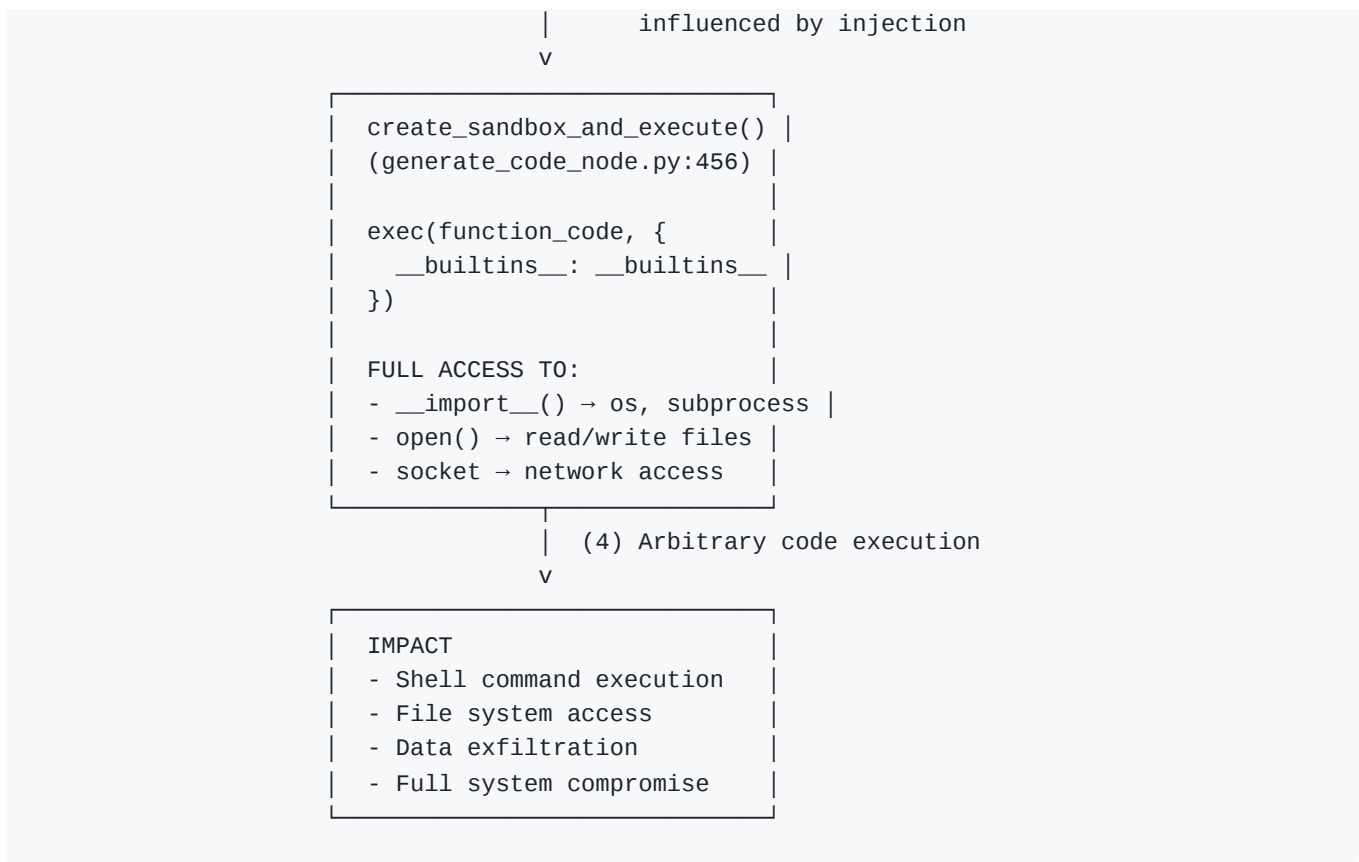 influenced by injection
v
create_sandbox_and_execute()
(generate_code_node.py:456)
exec(function_code, {
__builtins__: __builtins__
})
FULL ACCESS TO:
- __import__() → os, subprocess
- open() → read/write files
- socket → network access
(4) Arbitrary code execution
v
IMPACT
- Shell command execution
- File system access
- Data exfiltration
- Full system compromise